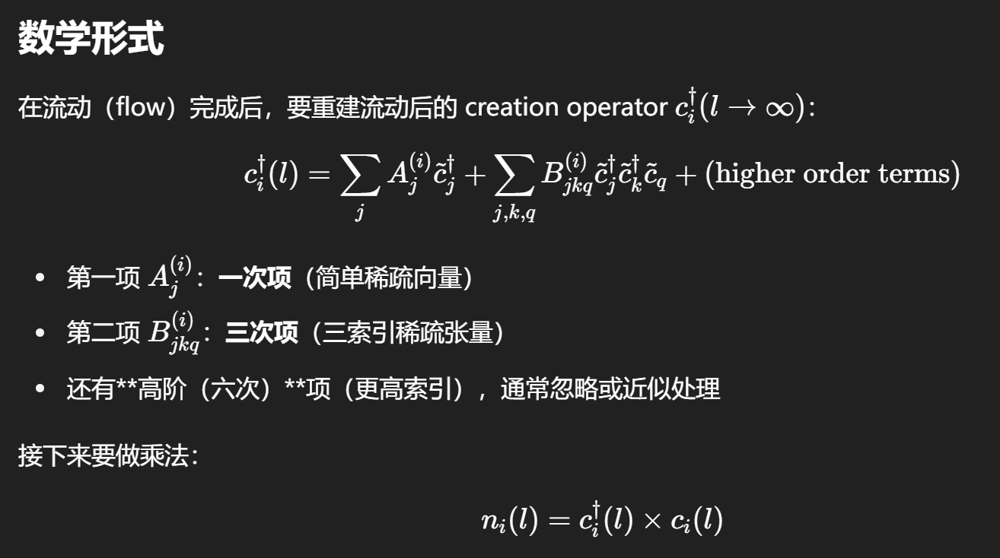 数学形式
在流动（flow）完成后，要重建流动后的 creation operator $c_i^\dagger(l \to \infty)$：
$c_i^\dagger(l) = \sum_j A_j^{(i)} \tilde{c}_j^\dagger + \sum_{j,k,q} B_{jkq}^{(i)} \tilde{c}_j^\dagger \tilde{c}_k^\dagger \tilde{c}_q + (\text{higher order terms})$
• 第一项 $A_j^{(i)}$：一次项（简单稀疏向量）
• 第二项 $B_{jkq}^{(i)}$：三次项（三索引稀疏张量）
• 还有**高阶（六次）**项（更高索引），通常忽略或近似处理
接下来要做乘法：
$n_i(l) = c_i^\dagger(l) \times c_i(l)$